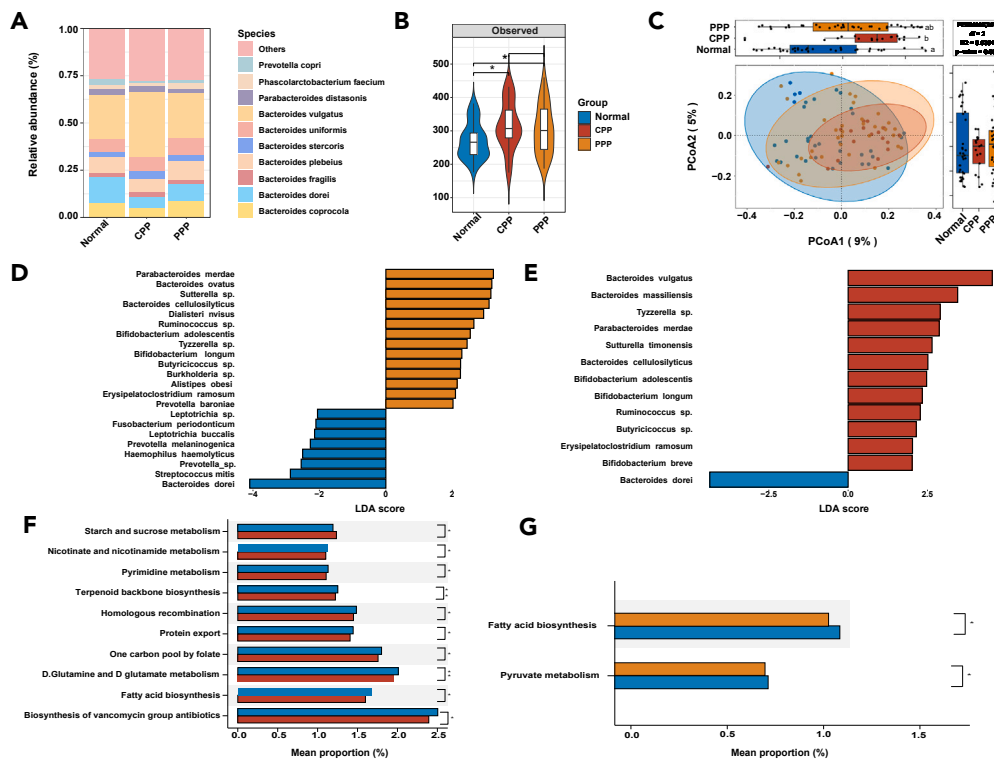 A
Relative abundance (%)
1.00
0.75
0.50
0.25
0.00
Normal
CPP
PPP
Species
Others
Prevotella copri
Phascolarctobacterium faecium
Parabacteroides distasonis
Bacteroides vulgatus
Bacteroides uniformis
Bacteroides stercoris
Bacteroides plebeius
Bacteroides fragilis
Bacteroides dorei
Bacteroides coprocola
B
Observed
500
400
300
200
100
*
*
Normal
CPP
PPP
Group
Normal
CPP
PPP
C
PPP
CPP
Normal
ab
b
a
df = 2
PCoA2 ( 5%)
0.2
0.0
−0.2
−0.4
−0.2
0.0
0.2
0.4
PCoA1 ( 9%)
Normal
CPP
PPP
D
Parabacteroides merdae
Bacteroides ovatus
Sutterella sp.
Bacteroides cellulosilyticus
Dialisteri nvisus
Ruminococcus sp.
Bifidobacterium adolescentis
Tyzzerella sp.
Bifidobacterium longum
Butyricicoccus sp.
Burkholderia sp.
Alistipes obesi
Erysipelatoclostridium ramosum
Prevotella baroniae
Leptotrichia sp.
Fusobacterium periodonticum
Leptotrichia buccalis
Prevotella melaninogenica
Haemophilus haemolyticus
Prevotella_sp.
Streptococcus mitis
Bacteroides dorei
−4
−2
0
2
LDA score
E
Bacteroides vulgatus
Bacteroides massiliensis
Tyzzerella sp.
Parabacteroides merdae
Sutturella timonensis
Bacteroides cellulosilyticus
Bifidobacterium adolescentis
Bifidobacterium longum
Ruminococcus sp.
Butyricicoccus sp.
Erysipelatoclostridium ramosum
Bifidobacterium breve
Bacteroides dorei
−2.5
0.0
2.5
LDA score
F
Starch and sucrose metabolism
Nicotinate and nicotinamide metabolism
Pyrimidine metabolism
Terpenoid backbone biosynthesis
Homologous recombination
Protein export
One carbon pool by folate
D.Glutamine and D glutamate metabolism
Fatty acid biosynthesis
Biosynthesis of vancomycin group antibiotics
0.0
0.5
1.0
1.5
2.0
2.5
Mean proportion (%)
G
Fatty acid biosynthesis
Pyruvate metabolism
0.0
0.5
1.0
1.5
Mean proportion (%)